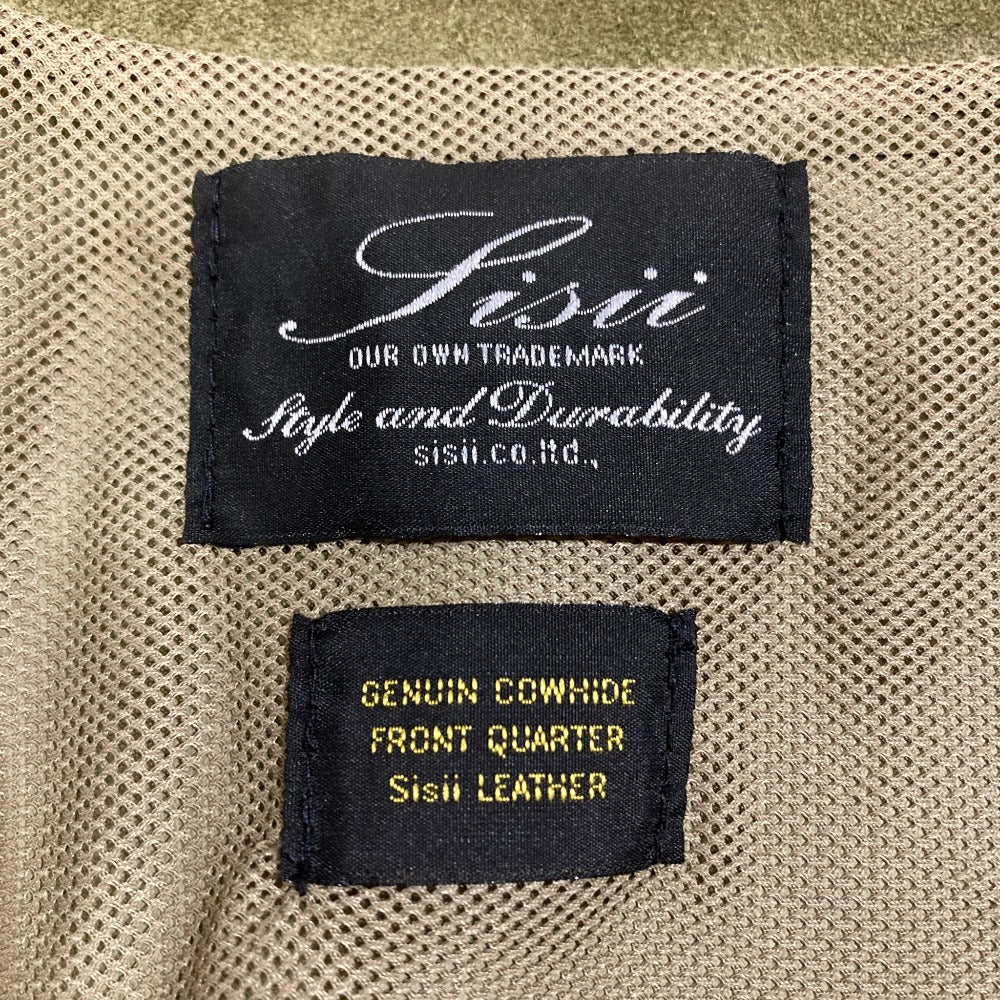 Sisii
OUR OWN TRADEMARK
Style and Durability
sisii.co.ltd.,
GENUIN COWHIDE
FRONT QUARTER
Sisii LEATHER